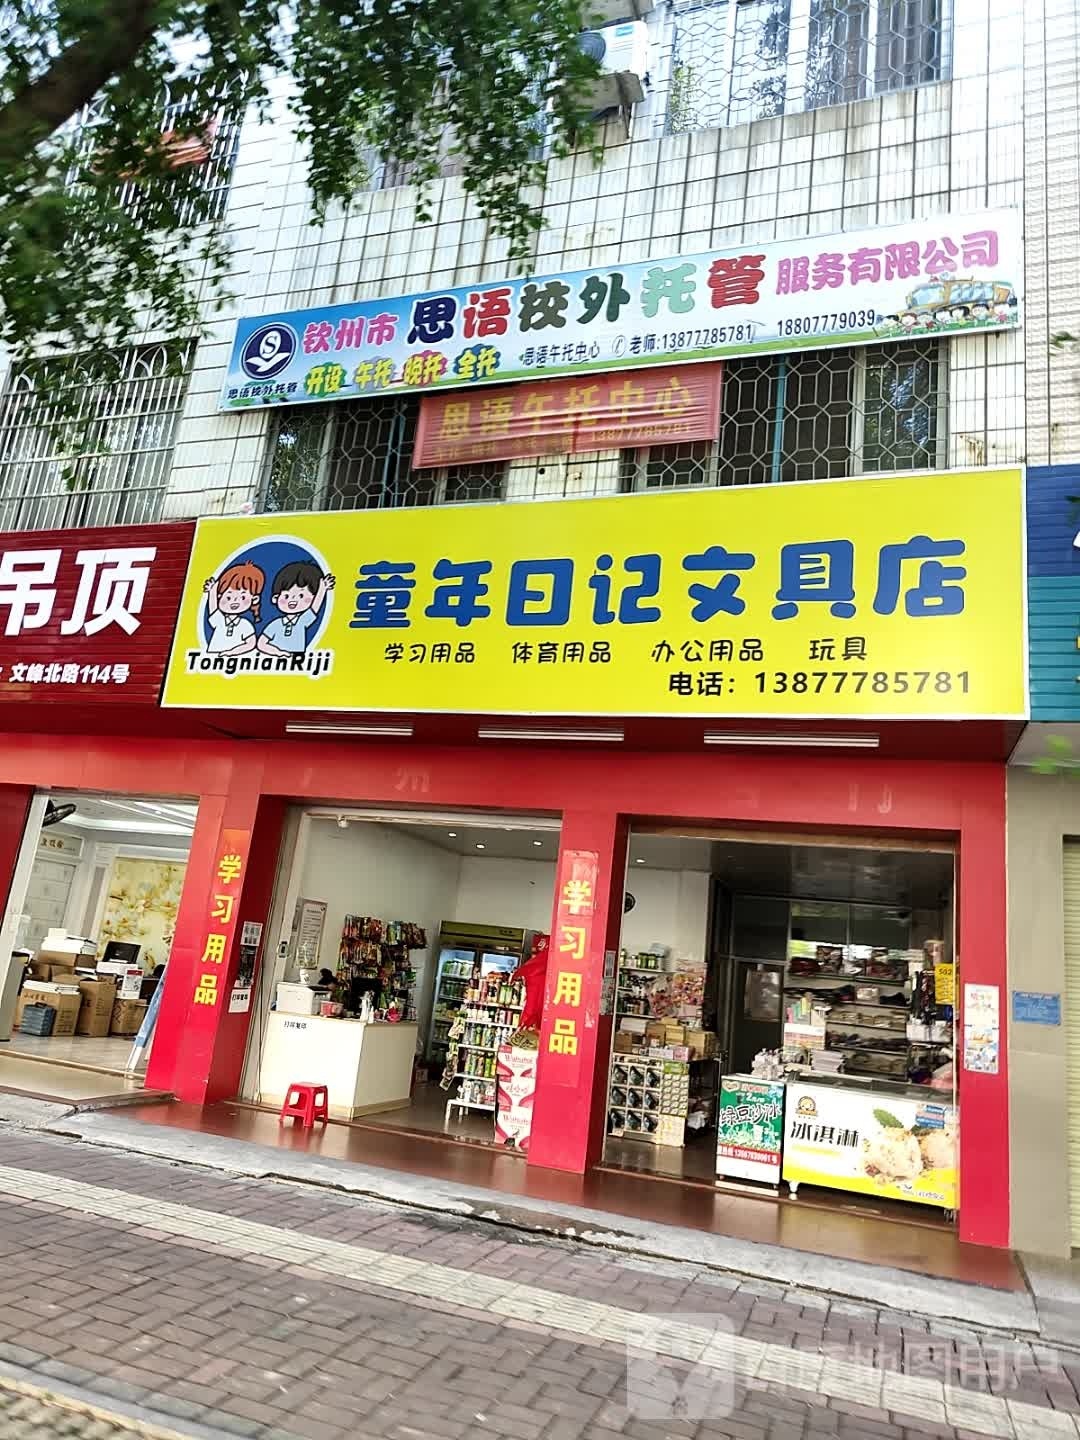 钦州市思语校外托管服务有限公司
思语校外托管
开设 午托 晚托 全托
思语午托中心 老师:13877785781 18807779039
思语午托中心
13877785781
吊顶
文峰北路114号
童年日记文具店
TongnianRiji
学习用品 体育用品 办公用品 玩具
电话：13877785781
学习用品
学习用品
打印复印
绿豆沙冰
冰淇淋